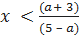 x < (a + 3)/(5 − a)